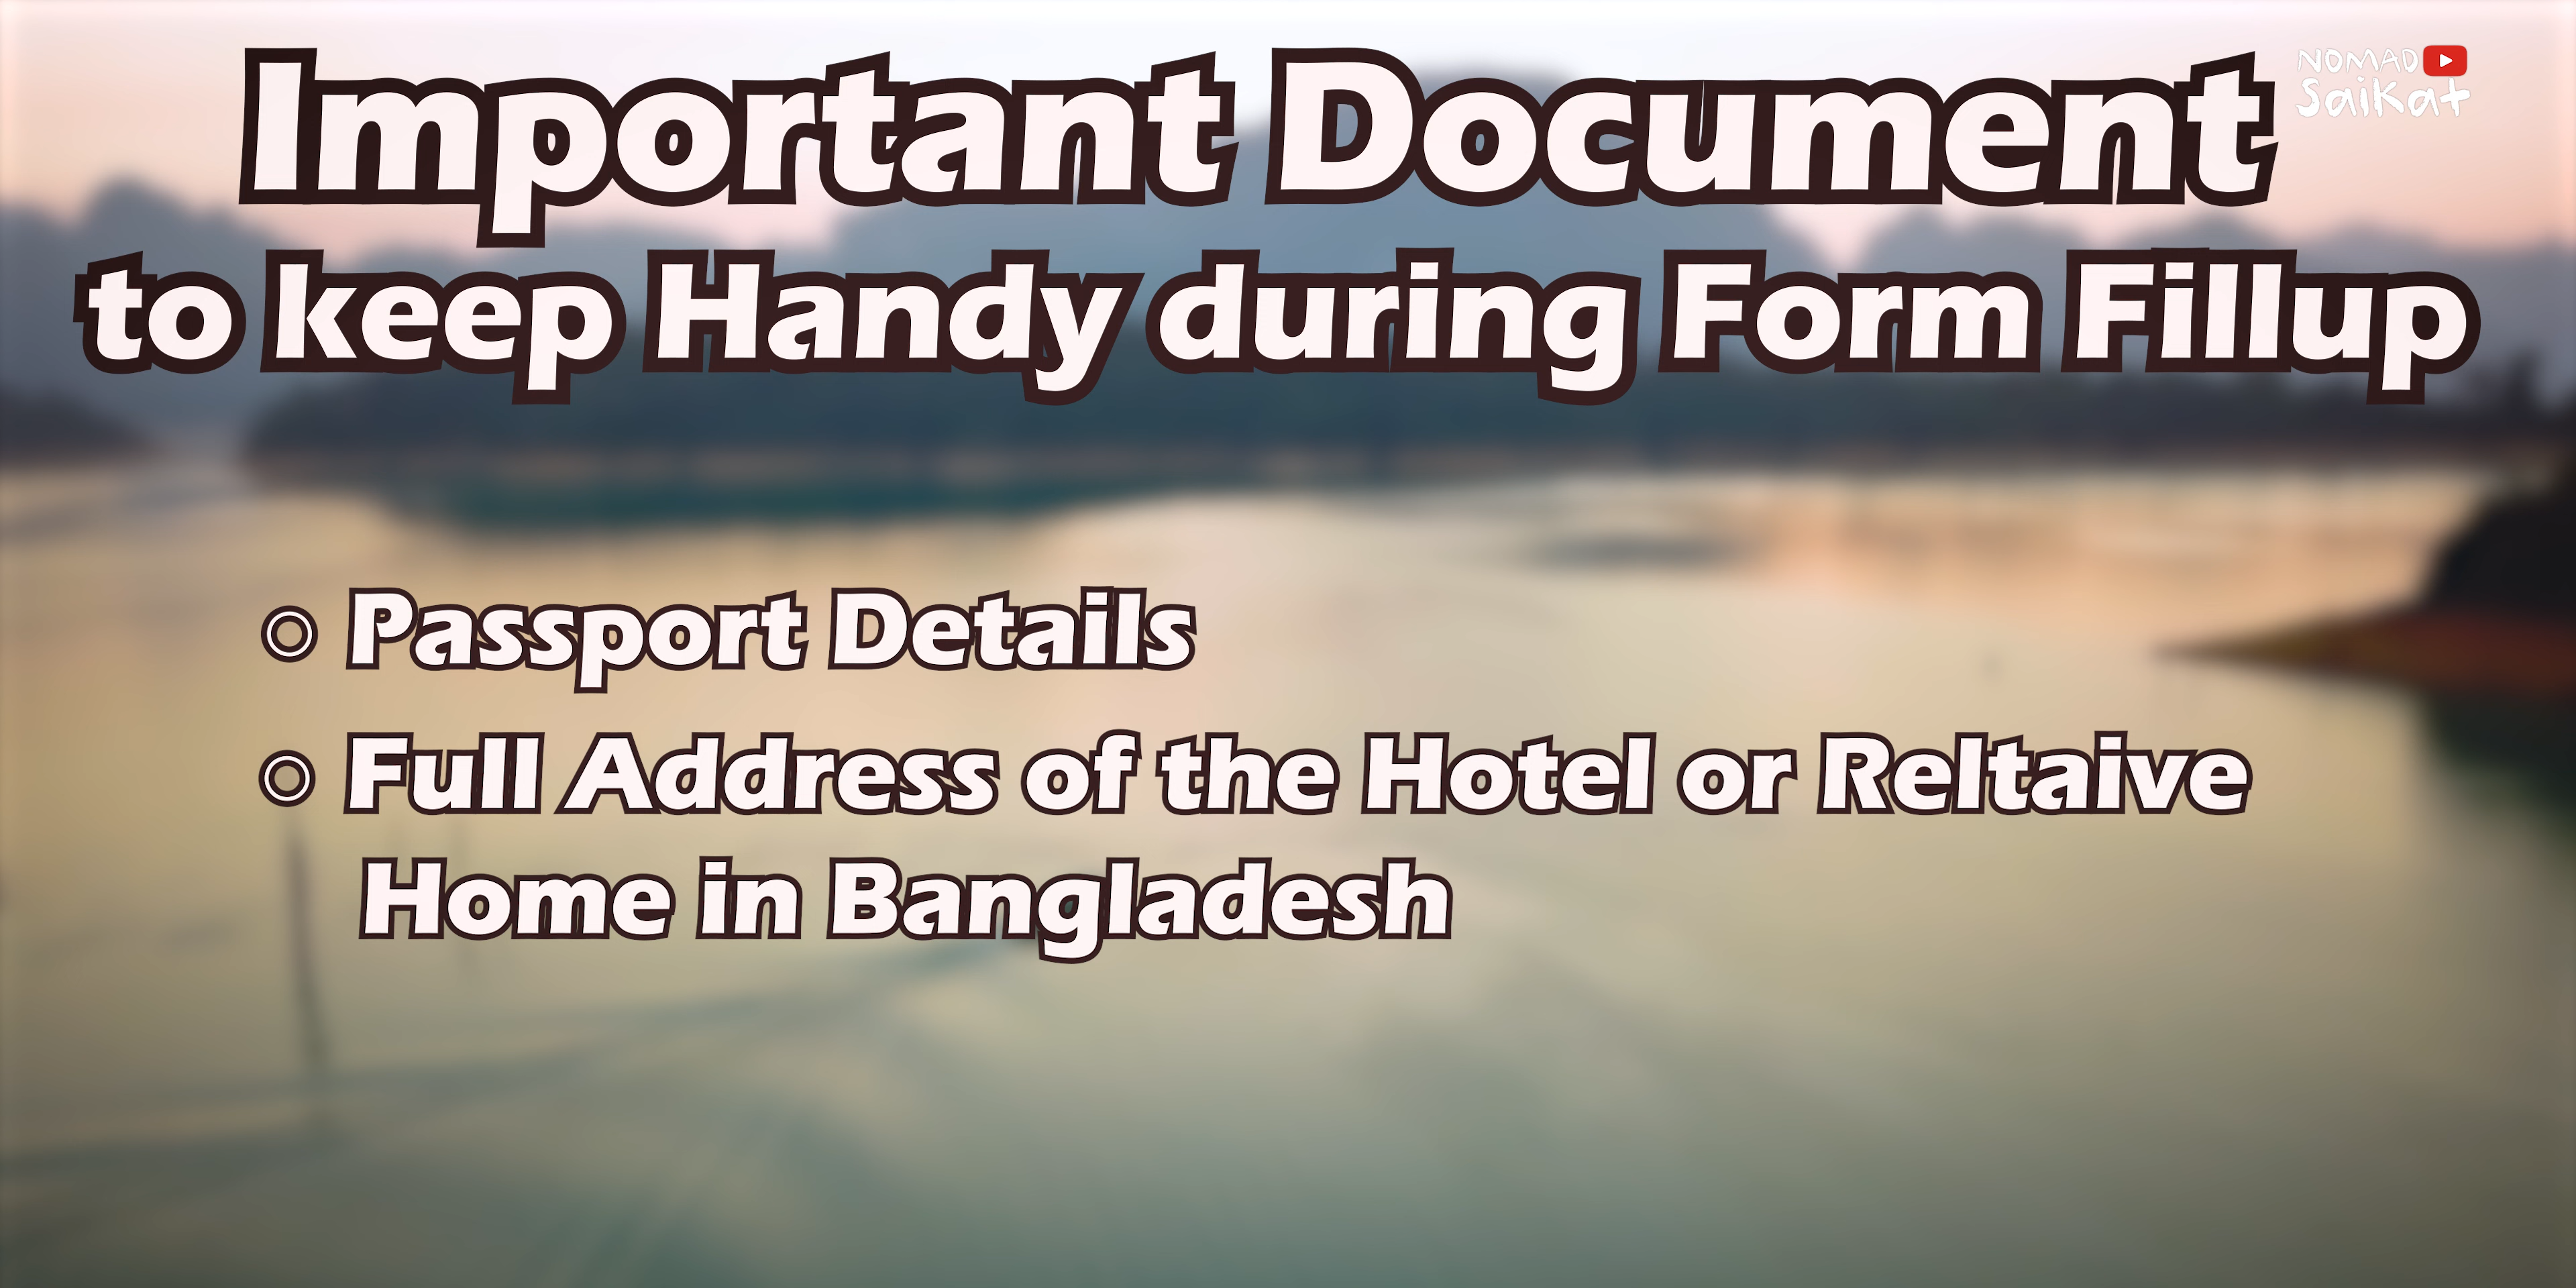 Important Document
NOMAD
Saikat
to keep Handy during Form Fillup
Passport Details
Full Address of the Hotel or Reltaive
Home in Bangladesh